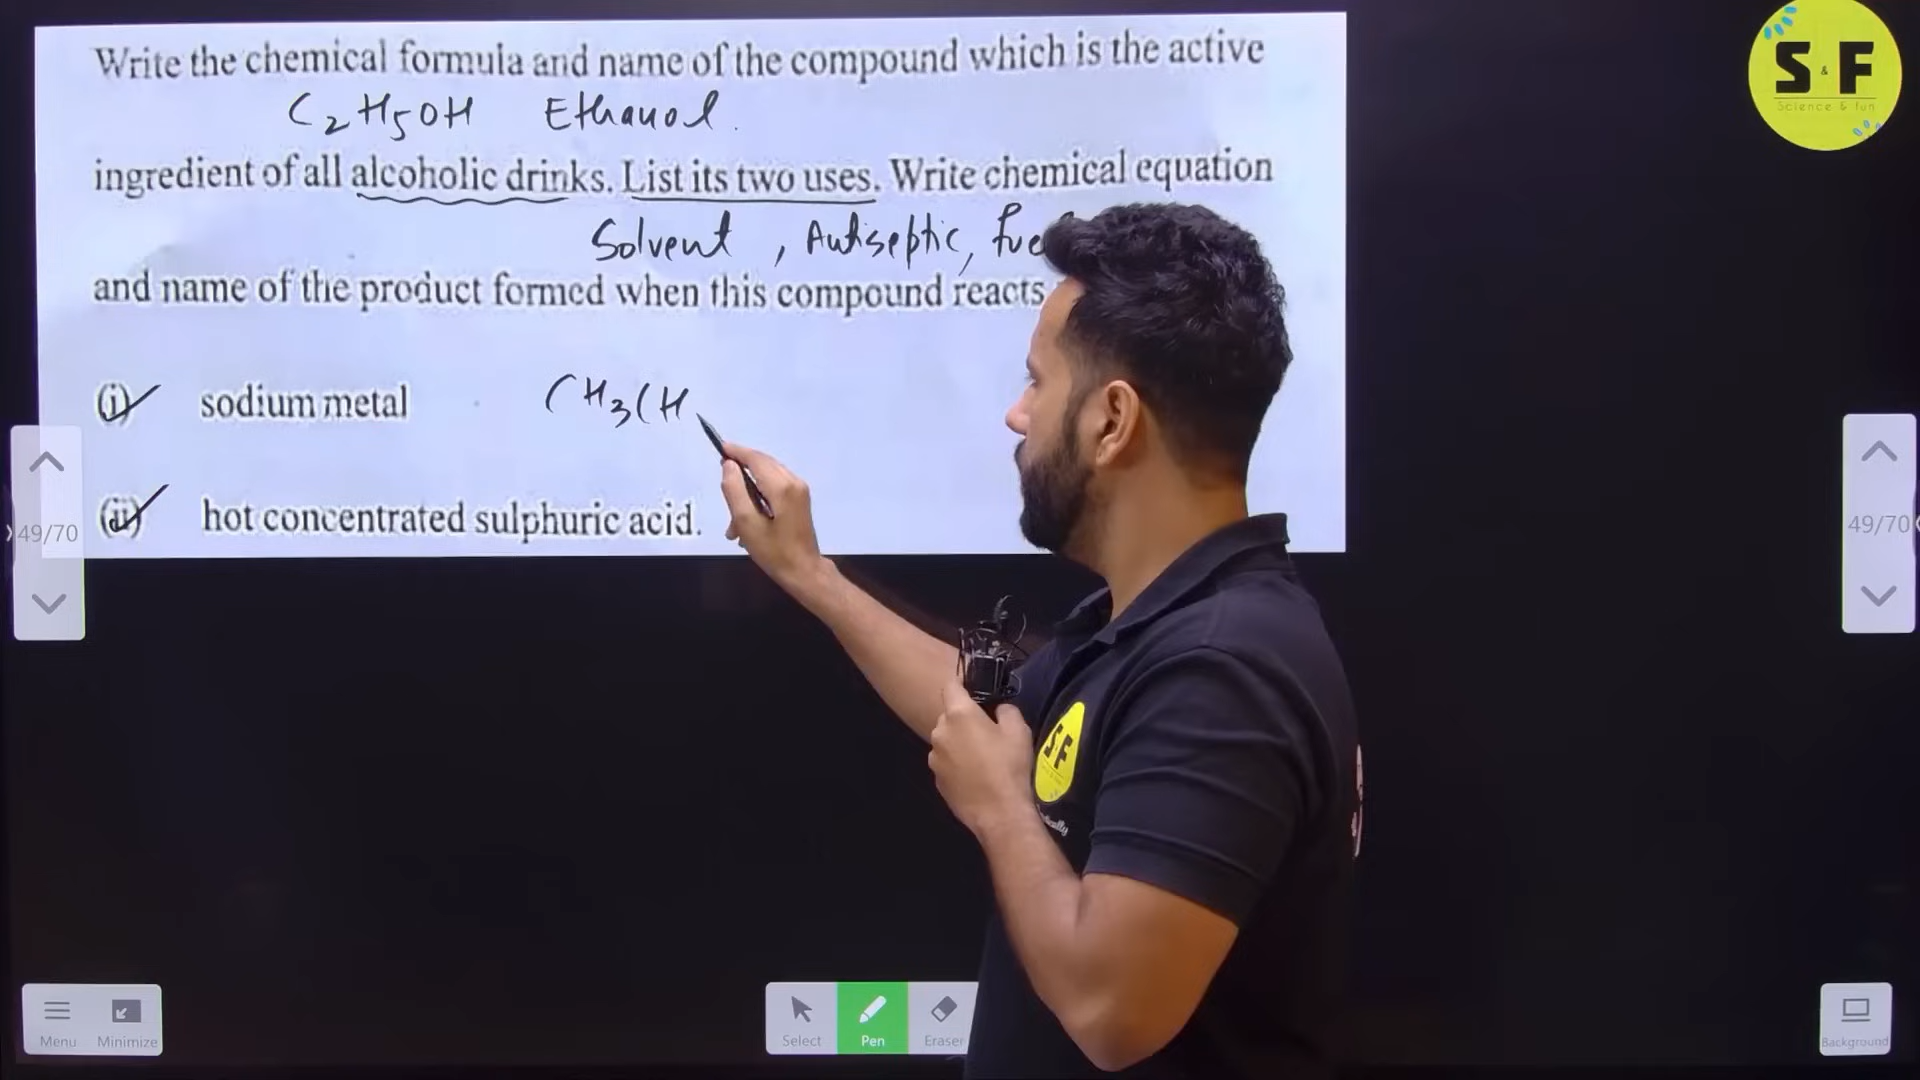 Write the chemical formula and name of the compound which is the active
C2H5OH Ethanol.
ingredient of all alcoholic drinks. List its two uses. Write chemical equation
Solvent, Antiseptic,
and name of the product formed when this compound reacts
(i) sodium metal CH3CH
(ii) hot concentrated sulphuric acid.
S & F
Science & fun
49/70
49/70
S.F
Menu Minimize
Select Pen Eraser
Background